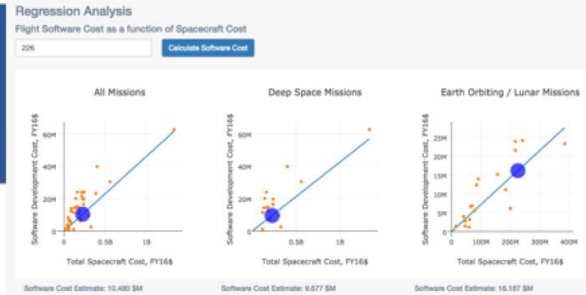 Regression Analysis
Flight Software Cost as a function of Spacecraft Cost
226
Calculate Software Cost
All Missions
Software Development Cost, FY16$
60M
40M
20M
0
0
0.5B
1B
Total Spacecraft Cost, FY16$
Software Cost Estimate: 10.480 $M
Deep Space Missions
Software Development Cost, FY16$
60M
40M
20M
0
0.5B
1B
Total Spacecraft Cost, FY16$
Software Cost Estimate: 9.877 $M
Earth Orbiting / Lunar Missions
Software Development Cost, FY16$
25M
20M
15M
10M
5M
0
0
100M
200M
300M
400M
Total Spacecraft Cost, FY16$
Software Cost Estimate: 16.187 $M